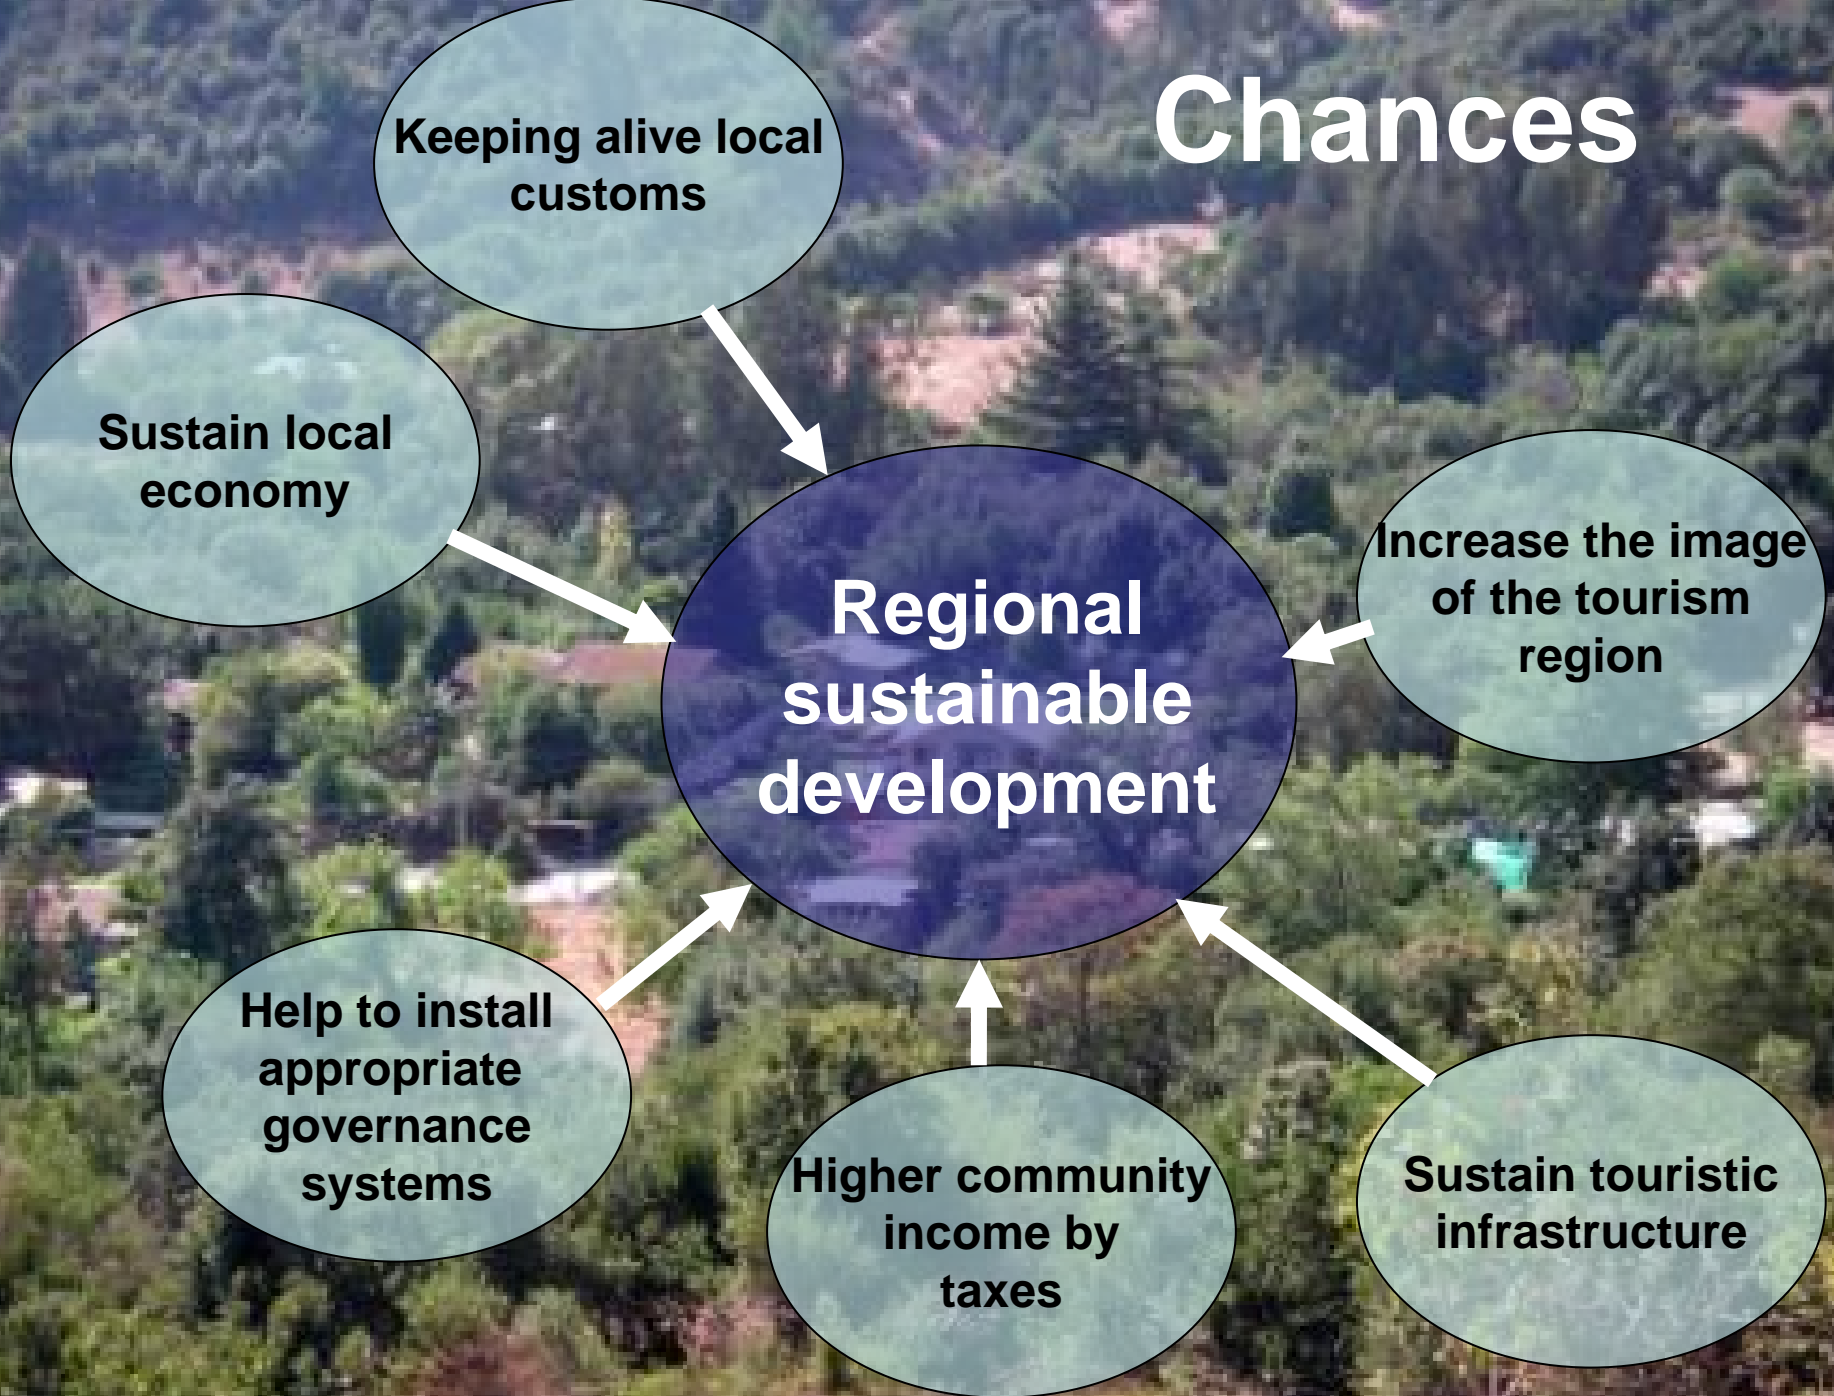 Chances
Keeping alive local
customs
Sustain local
economy
Increase the image
of the tourism
region
Regional
sustainable
development
Help to install
appropriate
governance
systems
Higher community
income by
taxes
Sustain touristic
infrastructure